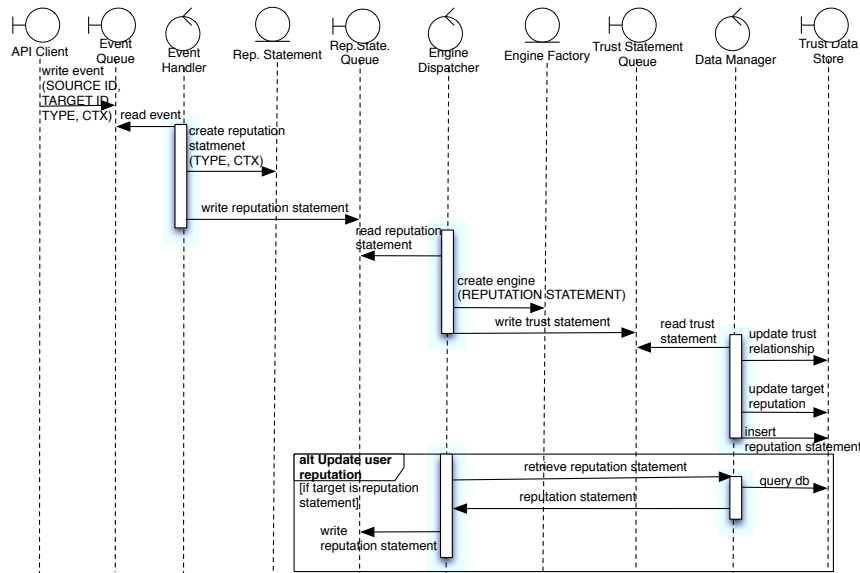 API Client
Event
Queue
Event
Handler
Rep. Statement
Rep.State.
Queue
Engine
Dispatcher
Engine Factory
Trust Statement
Queue
Data Manager
Trust Data
Store
write event
(SOURCE ID,
TARGET ID,
TYPE, CTX)
read event
create reputation
statmenet
(TYPE, CTX)
write reputation statement
read reputation
statement
create engine
(REPUTATION STATEMENT)
write trust statement
read trust
statement
update trust
relationship
update target
reputation
insert
reputation statement
alt Update user
reputation
[if target is reputation
statement]
retrieve reputation statement
query db
reputation statement
write
reputation statement